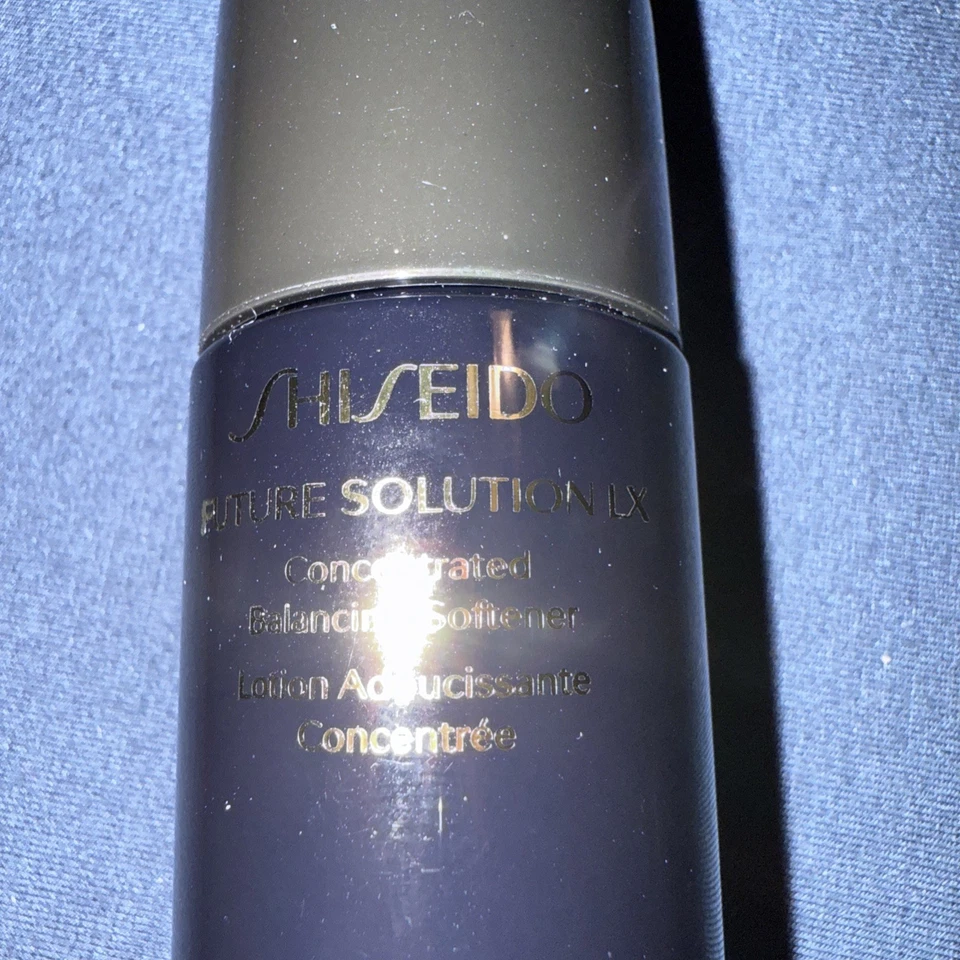 SHISEIDO
FUTURE SOLUTION LX
Concentrated
Balancing Softener
Lotion Adoucissante
Concentrée